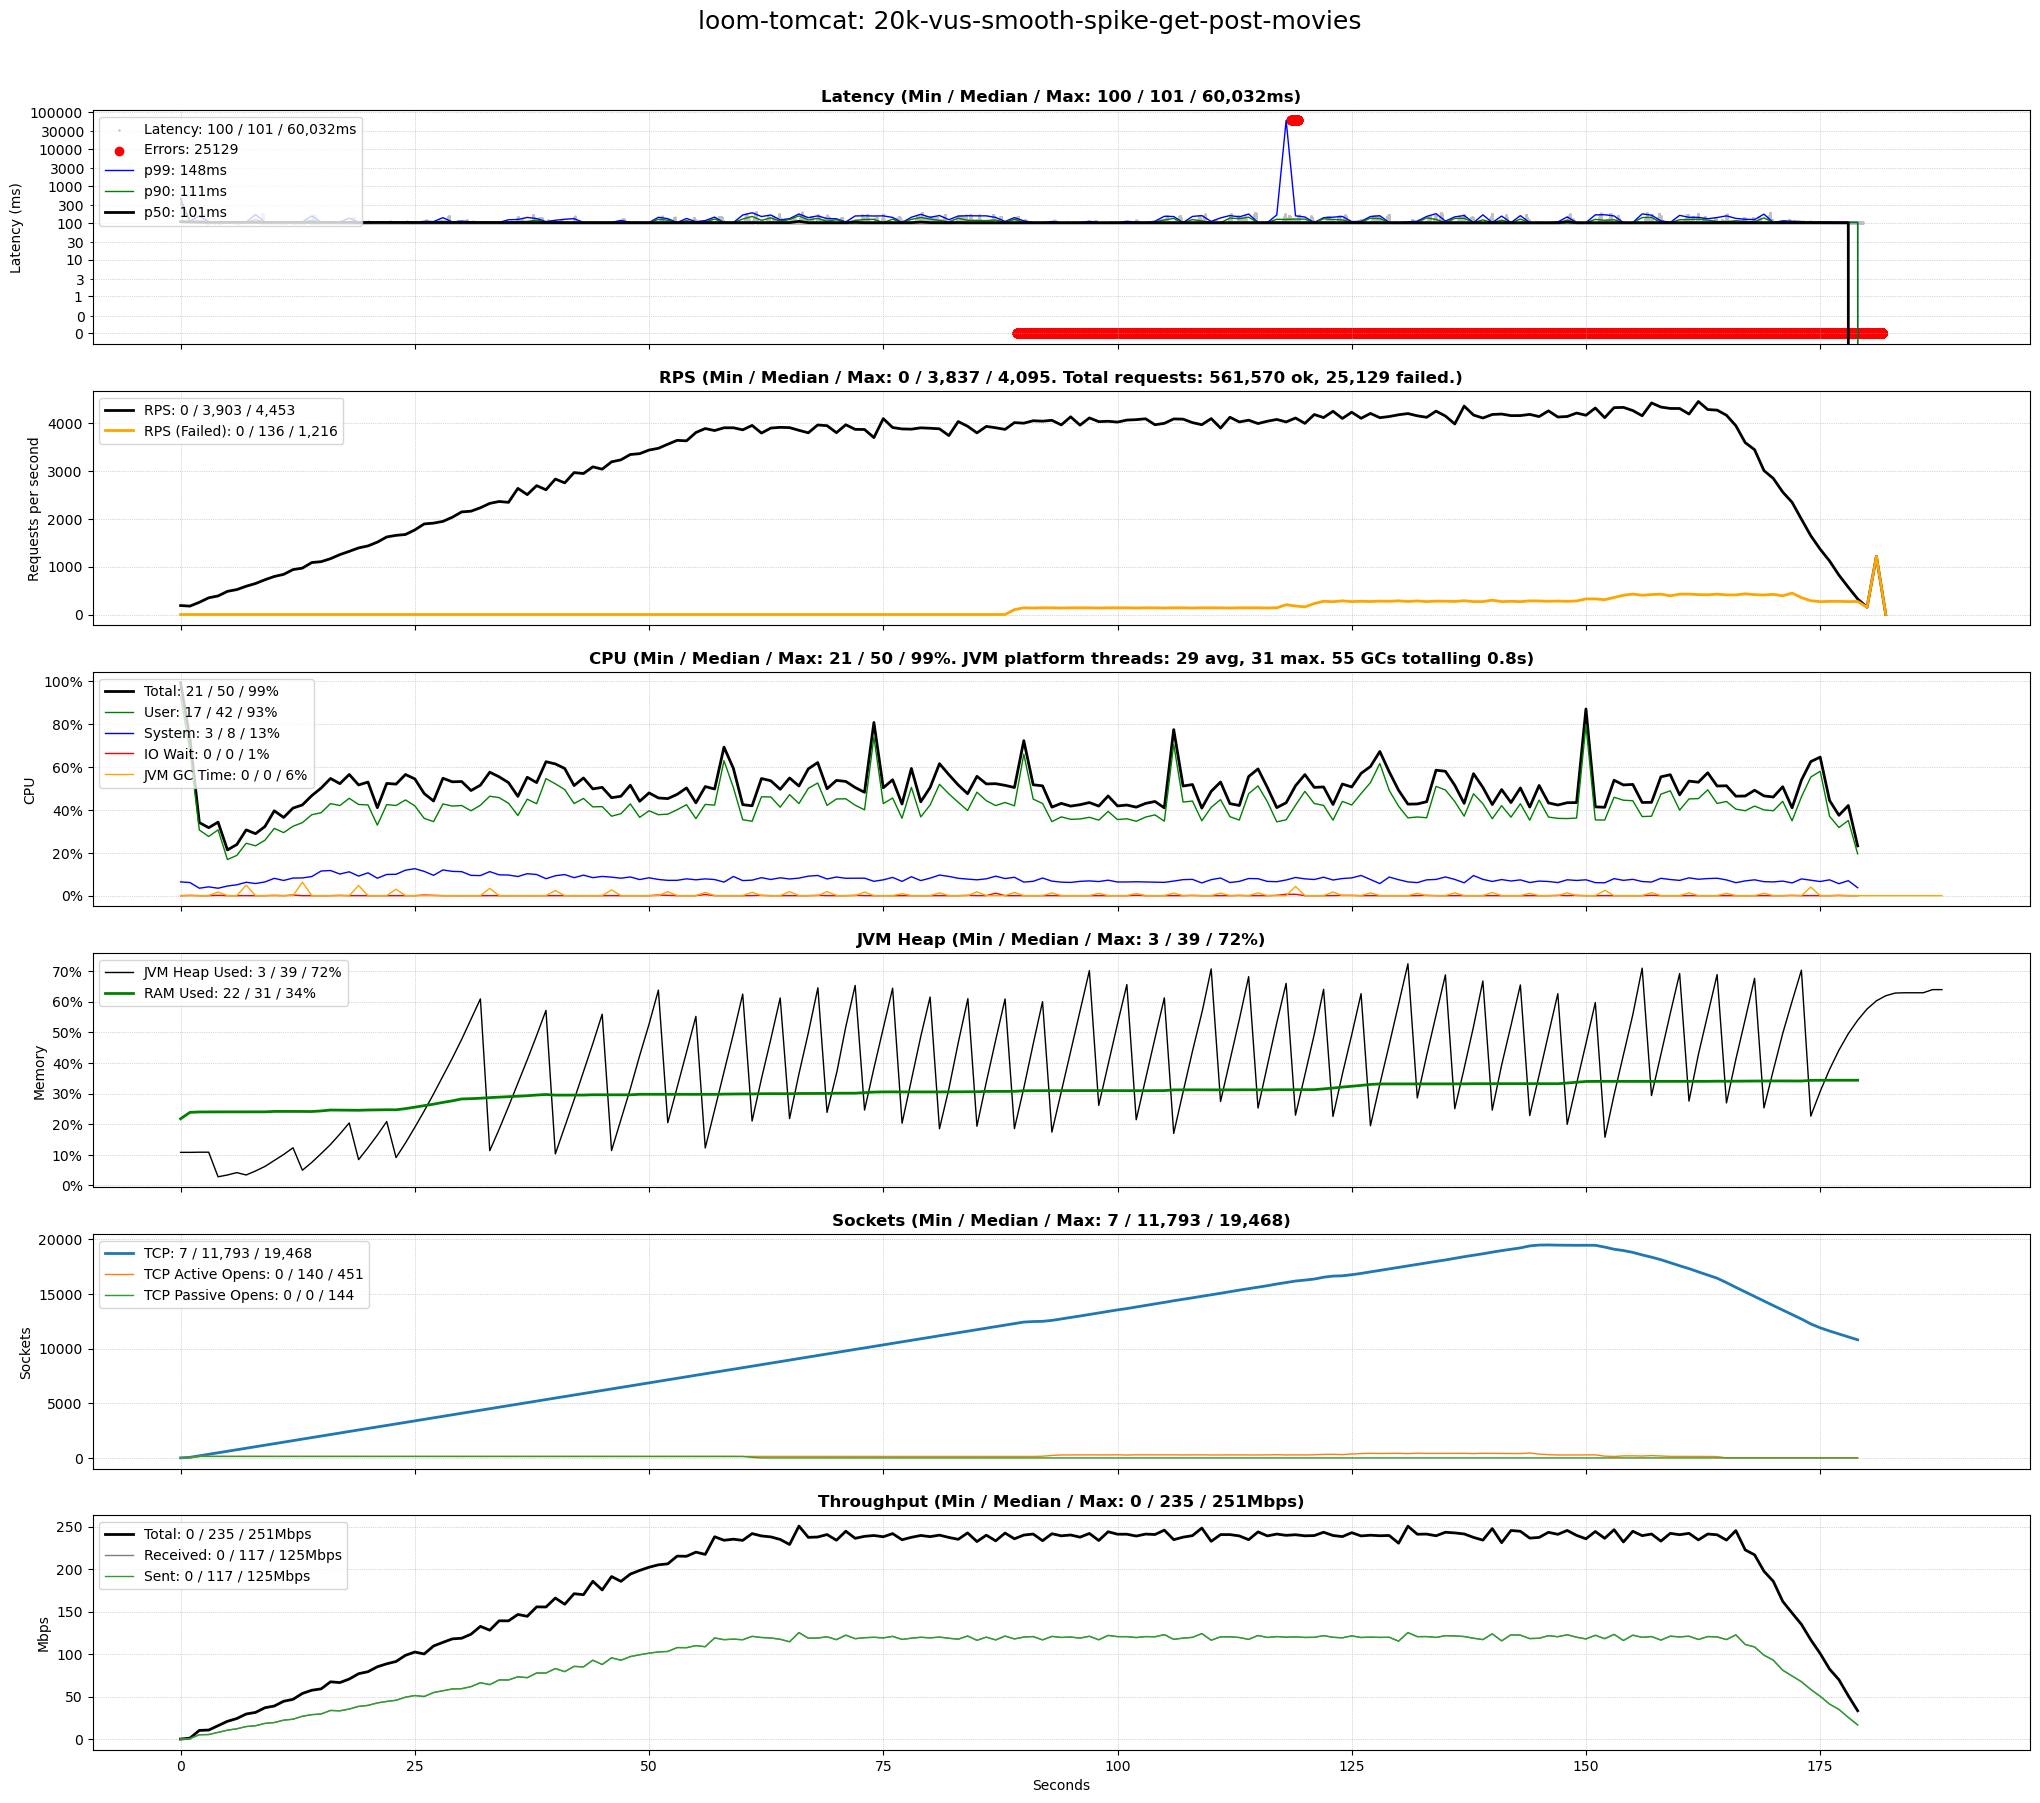 loom-tomcat: 20k-vus-smooth-spike-get-post-movies
Latency (Min / Median / Max: 100 / 101 / 60,032ms)
Latency (ms)
100000
30000
10000
3000
1000
300
100
30
10
3
1
0
0
Latency: 100 / 101 / 60,032ms
Errors: 25129
p99: 148ms
p90: 111ms
p50: 101ms
RPS (Min / Median / Max: 0 / 3,837 / 4,095. Total requests: 561,570 ok, 25,129 failed.)
Requests per second
4000
3000
2000
1000
0
RPS: 0 / 3,903 / 4,453
RPS (Failed): 0 / 136 / 1,216
CPU (Min / Median / Max: 21 / 50 / 99%. JVM platform threads: 29 avg, 31 max. 55 GCs totalling 0.8s)
CPU
100%
80%
60%
40%
20%
0%
Total: 21 / 50 / 99%
User: 17 / 42 / 93%
System: 3 / 8 / 13%
IO Wait: 0 / 0 / 1%
JVM GC Time: 0 / 0 / 6%
JVM Heap (Min / Median / Max: 3 / 39 / 72%)
Memory
70%
60%
50%
40%
30%
20%
10%
0%
JVM Heap Used: 3 / 39 / 72%
RAM Used: 22 / 31 / 34%
Sockets (Min / Median / Max: 7 / 11,793 / 19,468)
Sockets
20000
15000
10000
5000
0
TCP: 7 / 11,793 / 19,468
TCP Active Opens: 0 / 140 / 451
TCP Passive Opens: 0 / 0 / 144
Throughput (Min / Median / Max: 0 / 235 / 251Mbps)
Mbps
250
200
150
100
50
0
Total: 0 / 235 / 251Mbps
Received: 0 / 117 / 125Mbps
Sent: 0 / 117 / 125Mbps
0 25 50 75 100 125 150 175
Seconds